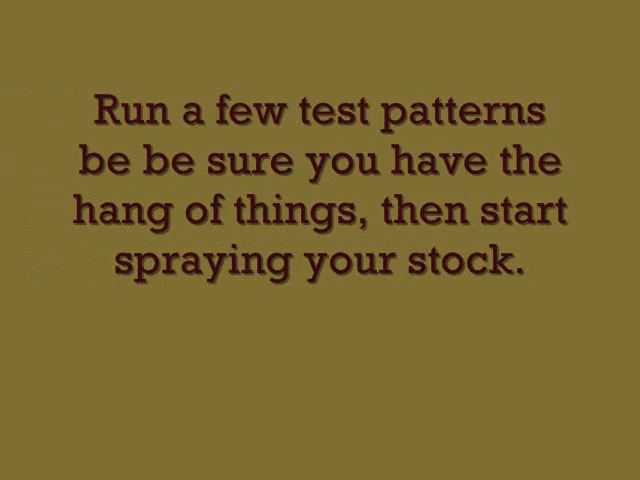 Run a few test patterns
be be sure you have the
hang of things, then start
spraying your stock.